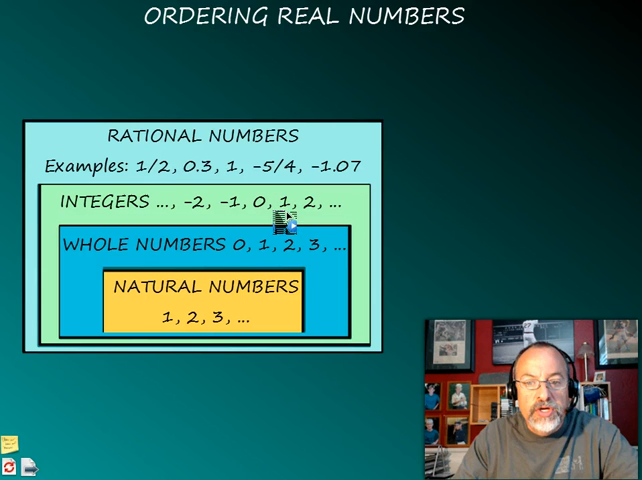 ORDERING REAL NUMBERS
RATIONAL NUMBERS
Examples: 1/2, 0.3, 1, -5/4, -1.07
INTEGERS ..., -2, -1, 0, 1, 2, ...
WHOLE NUMBERS 0, 1, 2, 3, ...
NATURAL NUMBERS
1, 2, 3, ...